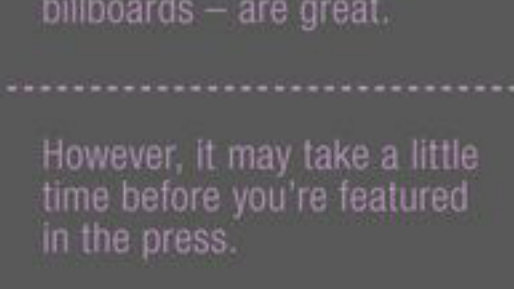 billboards – are great.
However, it may take a little
time before you're featured
in the press.